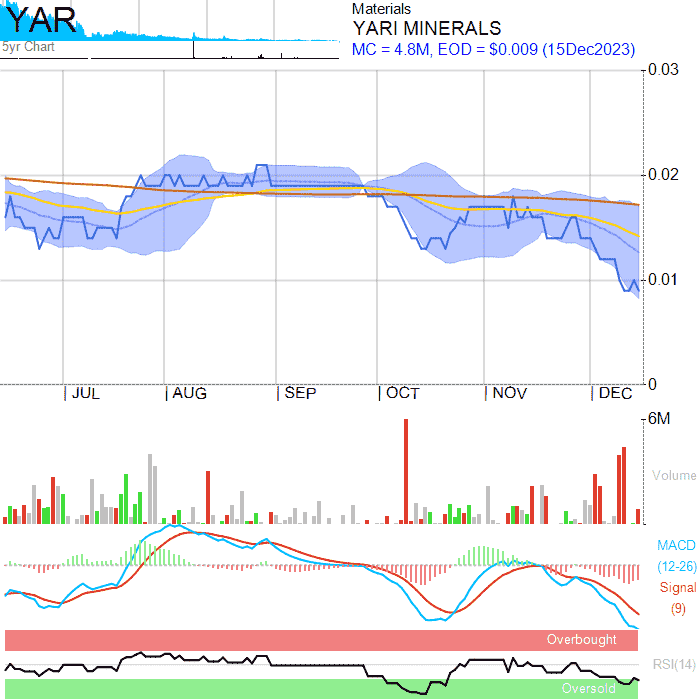 YAR
5yr Chart
Materials
YARI MINERALS
MC = 4.8M, EOD = $0.009 (15Dec2023)
0.03
0.02
0.01
0
JUL AUG SEP OCT NOV DEC
6M
Volume
MACD
(12-26)
Signal
(9)
Overbought
RSI(14)
Oversold